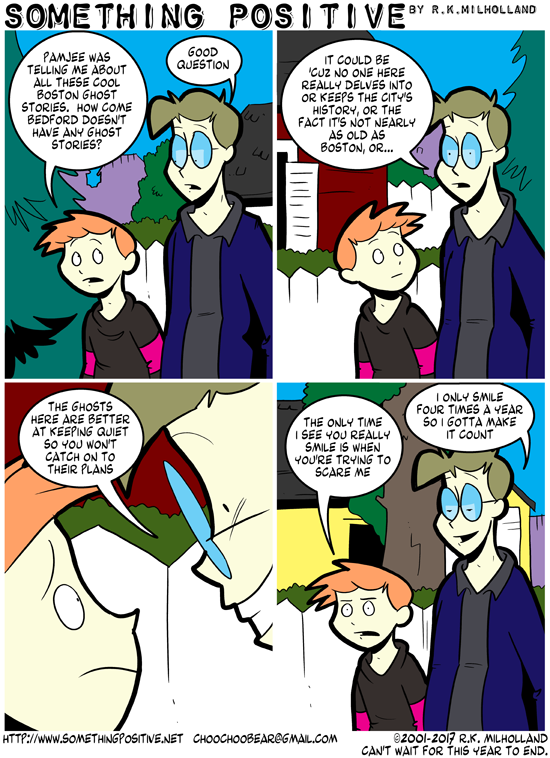 SOMETHING POSITIVE BY R.K.MILHOLLAND
PAMJEE WAS
TELLING ME ABOUT
ALL THESE COOL
BOSTON GHOST
STORIES. HOW COME
BEDFORD DOESN'T
HAVE ANY GHOST
STORIES?
GOOD
QUESTION
IT COULD BE
'CUZ NO ONE HERE
REALLY DELVES INTO
OR KEEPS THE CITY'S
HISTORY, OR THE
FACT IT'S NOT NEARLY
AS OLD AS
BOSTON, OR...
THE GHOSTS
HERE ARE BETTER
AT KEEPING QUIET
SO YOU WON'T
CATCH ON TO
THEIR PLANS
THE ONLY TIME
I SEE YOU REALLY
SMILE IS WHEN
YOU'RE TRYING TO
SCARE ME
I ONLY SMILE
FOUR TIMES A YEAR
SO I GOTTA MAKE
IT COUNT
HTTP://WWW.SOMETHINGPOSITIVE.NET CHOOCHOOBEAR@GMAIL.COM
©2001-2017 R.K. MILHOLLAND
CAN'T WAIT FOR THIS YEAR TO END.